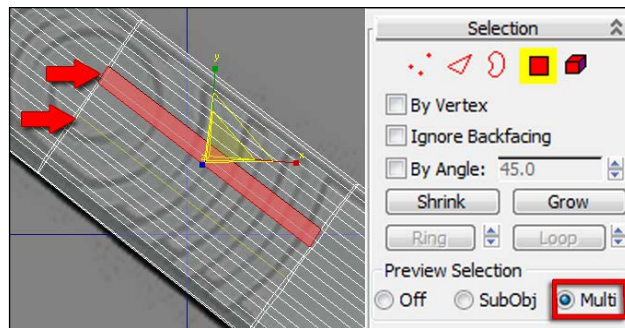 y
x
Selection
By Vertex
Ignore Backfacing
By Angle: 45.0
Shrink Grow
Ring Loop
Preview Selection
Off SubObj Multi